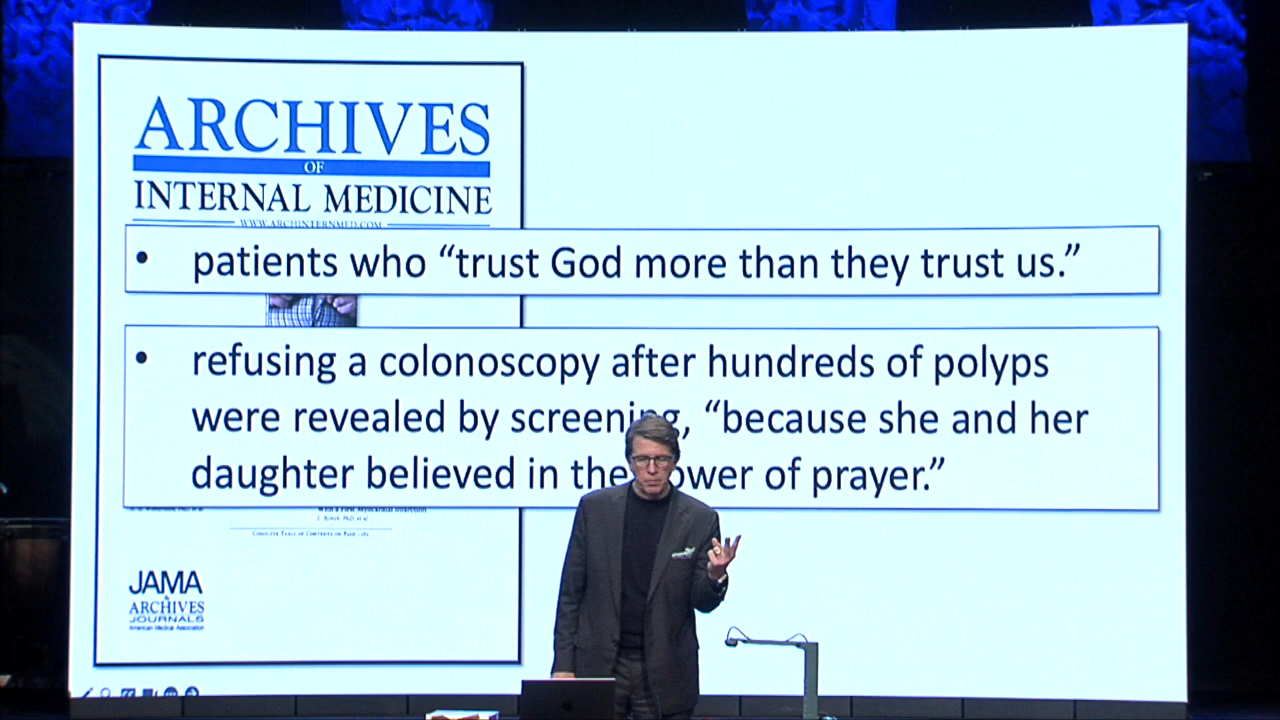 ARCHIVES
OF
INTERNAL MEDICINE
WWW.ARCHINTERNMED.COM
• patients who “trust God more than they trust us.”
• refusing a colonoscopy after hundreds of polyps
were revealed by screening, “because she and her
daughter believed in the power of prayer.”
JAMA
&
ARCHIVES
JOURNALS
American Medical Association